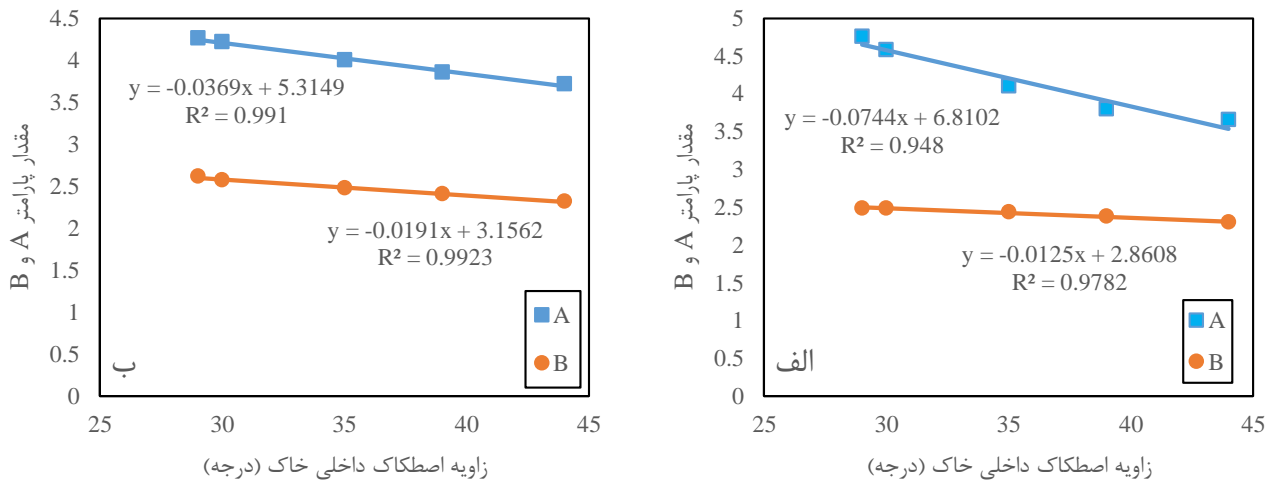 4.5
4
3.5
3
2.5
2
1.5
1
0.5
0
25
30
35
40
45
y = -0.0369x + 5.3149
R² = 0.991
y = -0.0191x + 3.1562
R² = 0.9923
A
B
ب
مقدار پارامتر A و B
زاویه اصطکاک داخلی خاک (درجه)
5
4.5
4
3.5
3
2.5
2
1.5
1
0.5
0
25
30
35
40
45
y = -0.0744x + 6.8102
R² = 0.948
y = -0.0125x + 2.8608
R² = 0.9782
A
B
الف
مقدار پارامتر A و B
زاویه اصطکاک داخلی خاک (درجه)